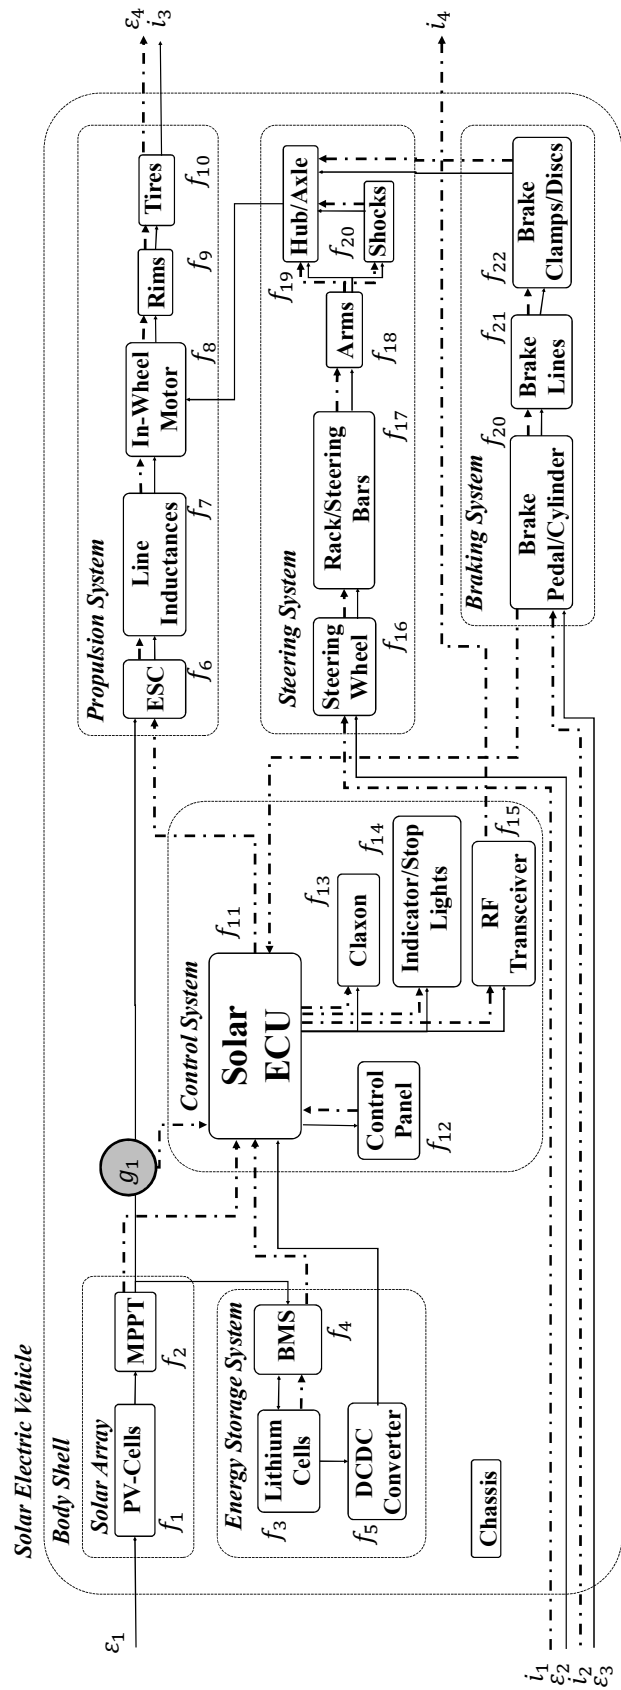 Solar Electric Vehicle
Body Shell
ε₁
Solar Array
PV-Cells
f₁
MPPT
f₂
g₁
Energy Storage System
Lithium
Cells
f₃
BMS
f₄
DCDC
Converter
f₅
Chassis
Propulsion System
ESC
f₆
Line
Inductances
f₇
In-Wheel
Motor
f₈
Rims
f₉
Tires
f₁₀
ε₄
i₃
Control System
Solar
ECU
f₁₁
Control
Panel
f₁₂
Claxon
f₁₃
Indicator/Stop
Lights
f₁₄
RF
Transceiver
f₁₅
i₄
Steering System
Steering
Wheel
f₁₆
Rack/Steering
Bars
f₁₇
Arms
f₁₈
Hub/Axle
f₁₉
Shocks
f₂₀
Braking System
Brake
Pedal/Cylinder
f₂₀
Brake
Lines
f₂₁
Brake
Clamps/Discs
f₂₂
i₁
ε₂
i₂
ε₃